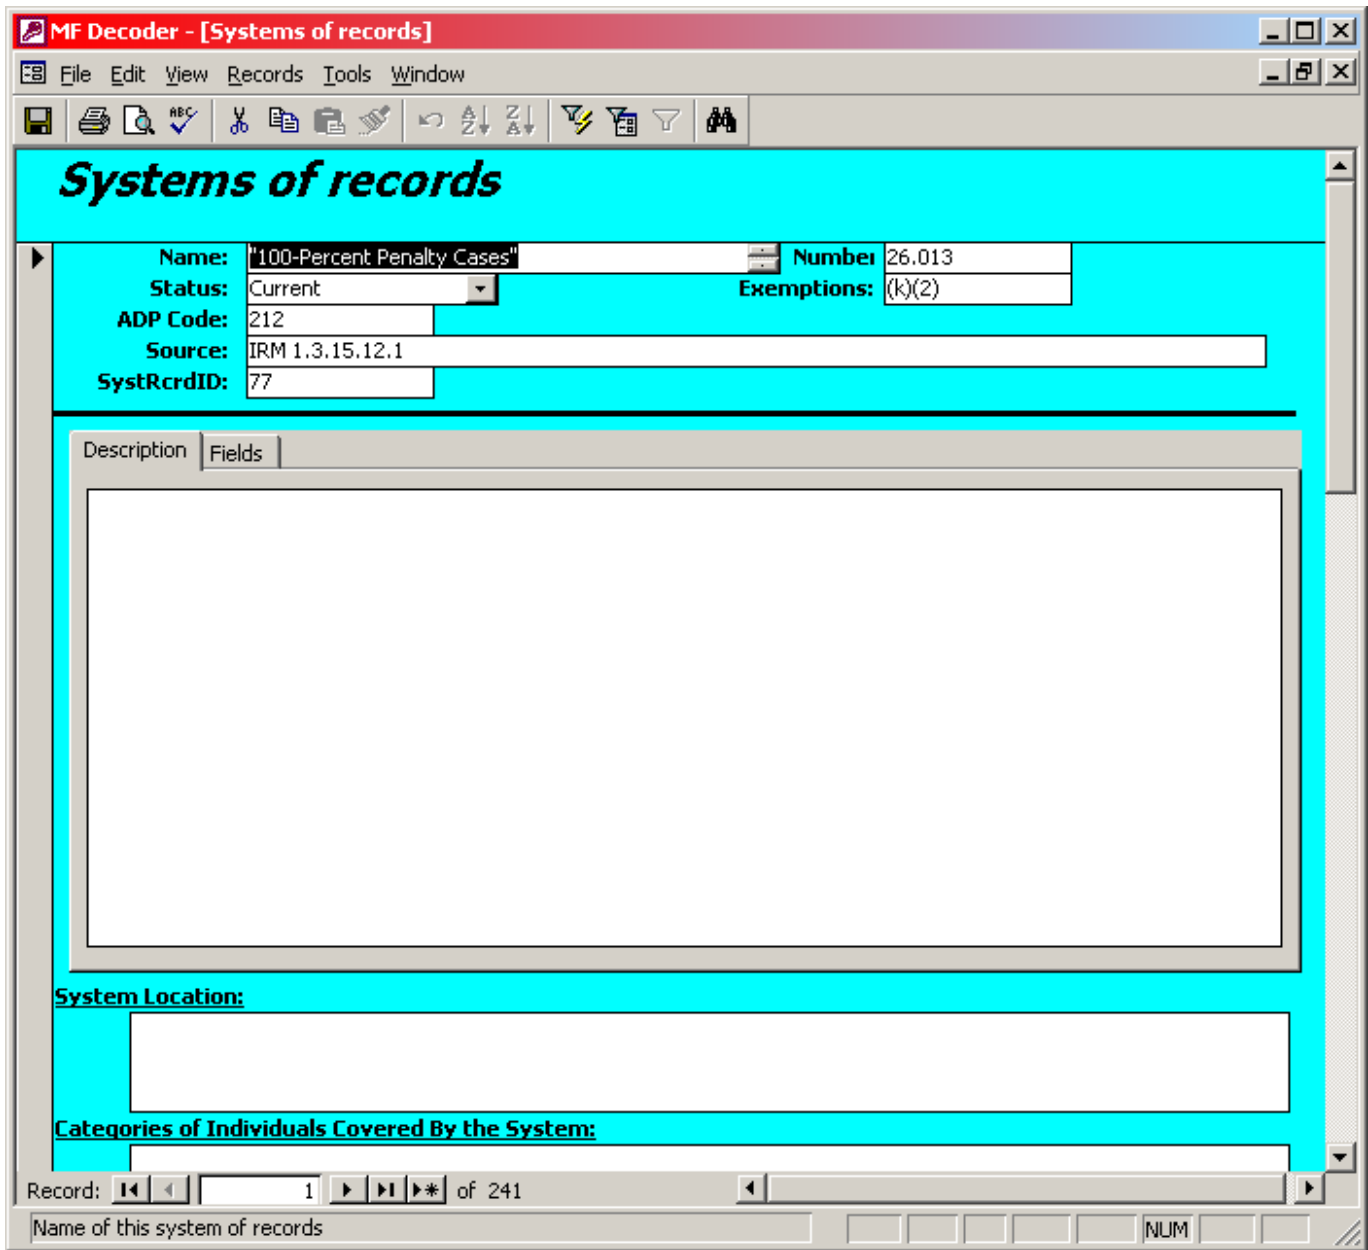 MF Decoder - [Systems of records]
File Edit View Records Tools Window
ABC
Systems of records
Name: "100-Percent Penalty Cases" Number 26.013
Status: Current Exemptions: (k)(2)
ADP Code: 212
Source: IRM 1.3.15.12.1
SystRcrdID: 77
Description Fields
System Location:
Categories of Individuals Covered By the System:
Record: 1 of 241
Name of this system of records NUM